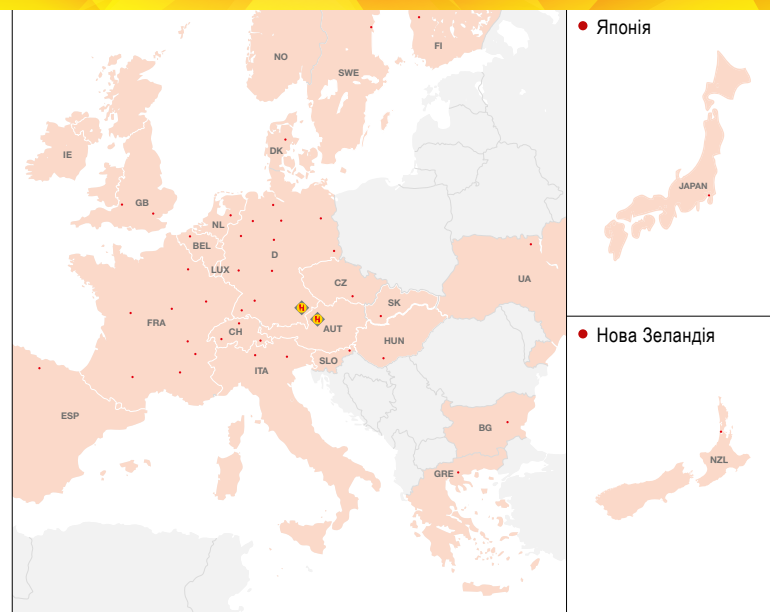 NO
FI
SWE
IE
DK
GB
NL
BEL
D
LUX
CZ
UA
SK
FRA
CH
AUT
HUN
SLO
ITA
ESP
BG
GRE
Японія
JAPAN
Нова Зеландія
NZL